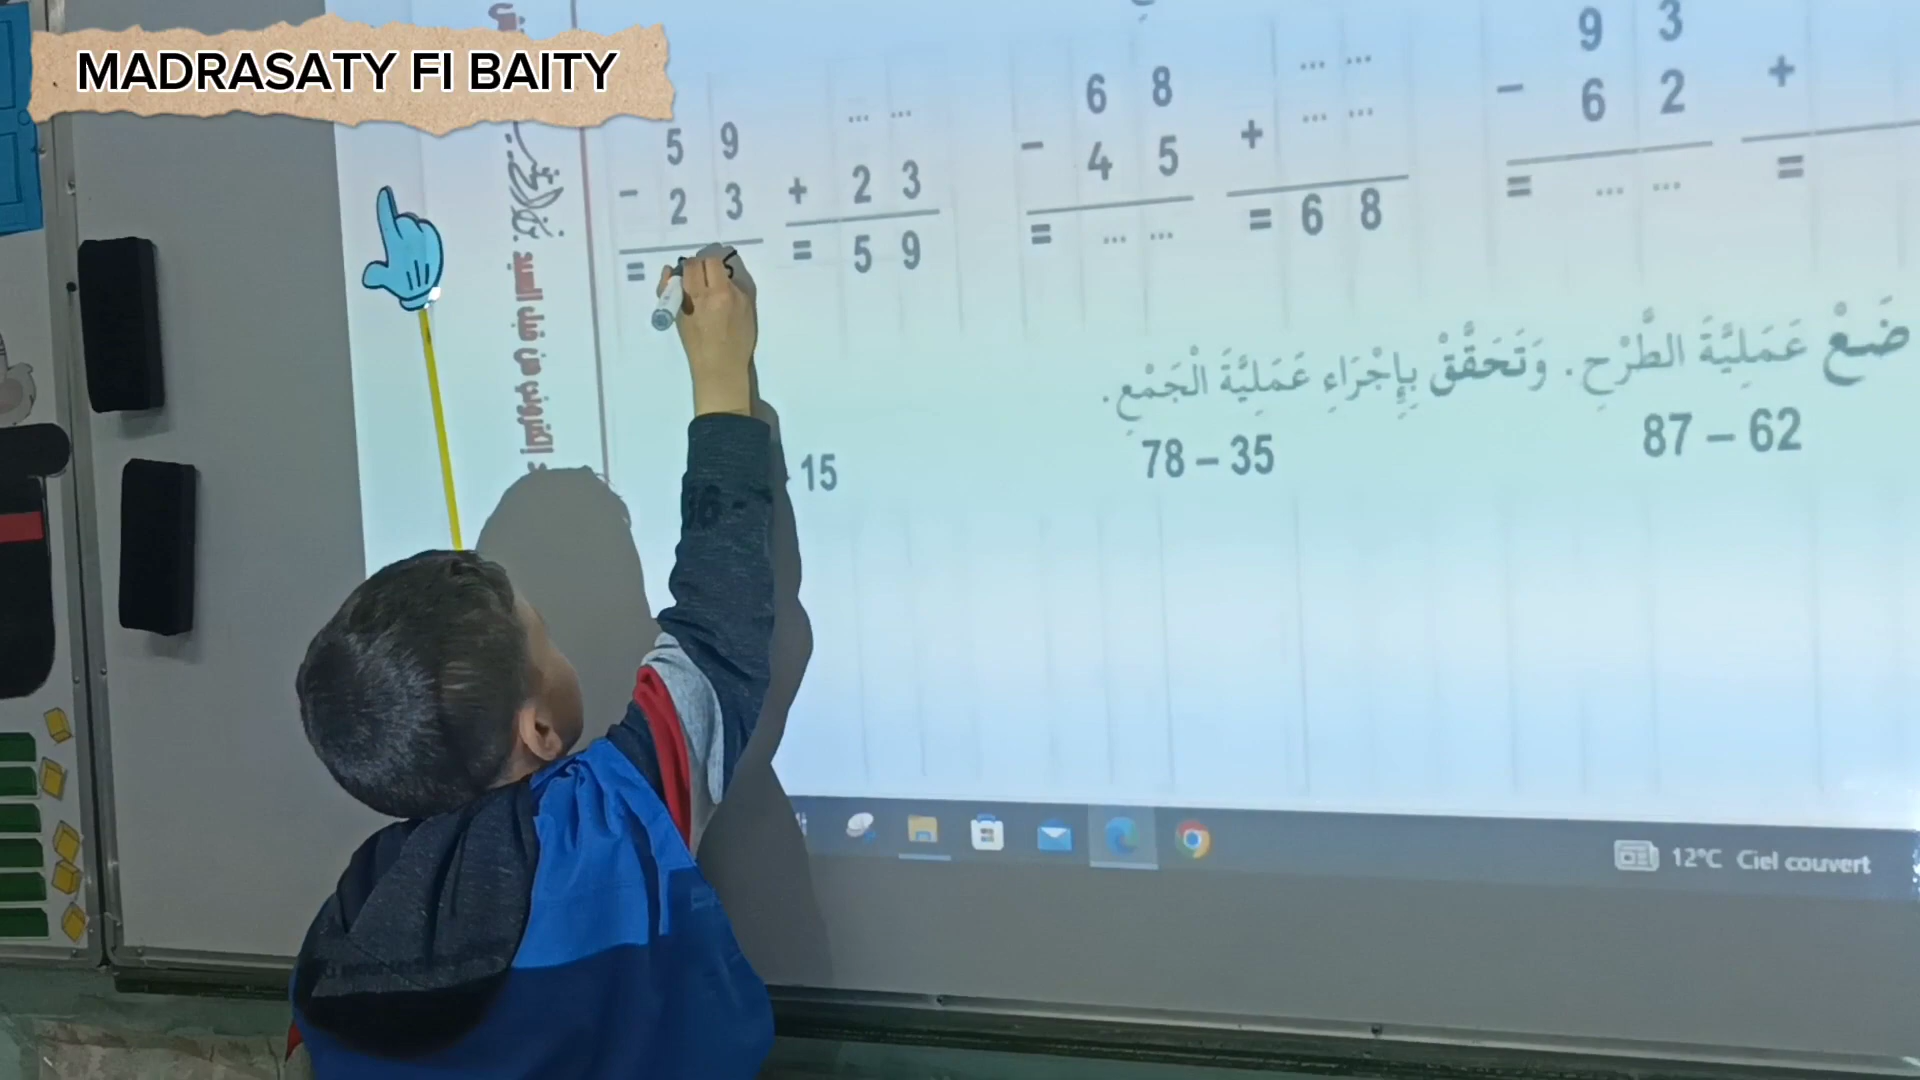 MADRASATY FI BAITY
5 9
- 2 3
=
... ...
+ 2 3
= 5 9
6 8
- 4 5
= ... ...
... ...
+ ... ...
= 6 8
9 3
- 6 2
= ... ...
+
=
ضَعْ عَمَلِيَّةَ الطَّرْحِ. وَتَحَقَّقْ بِإِجْرَاءِ عَمَلِيَّةَ الْجَمْعِ.
87 – 62
78 – 35
15
12°C Ciel couvert